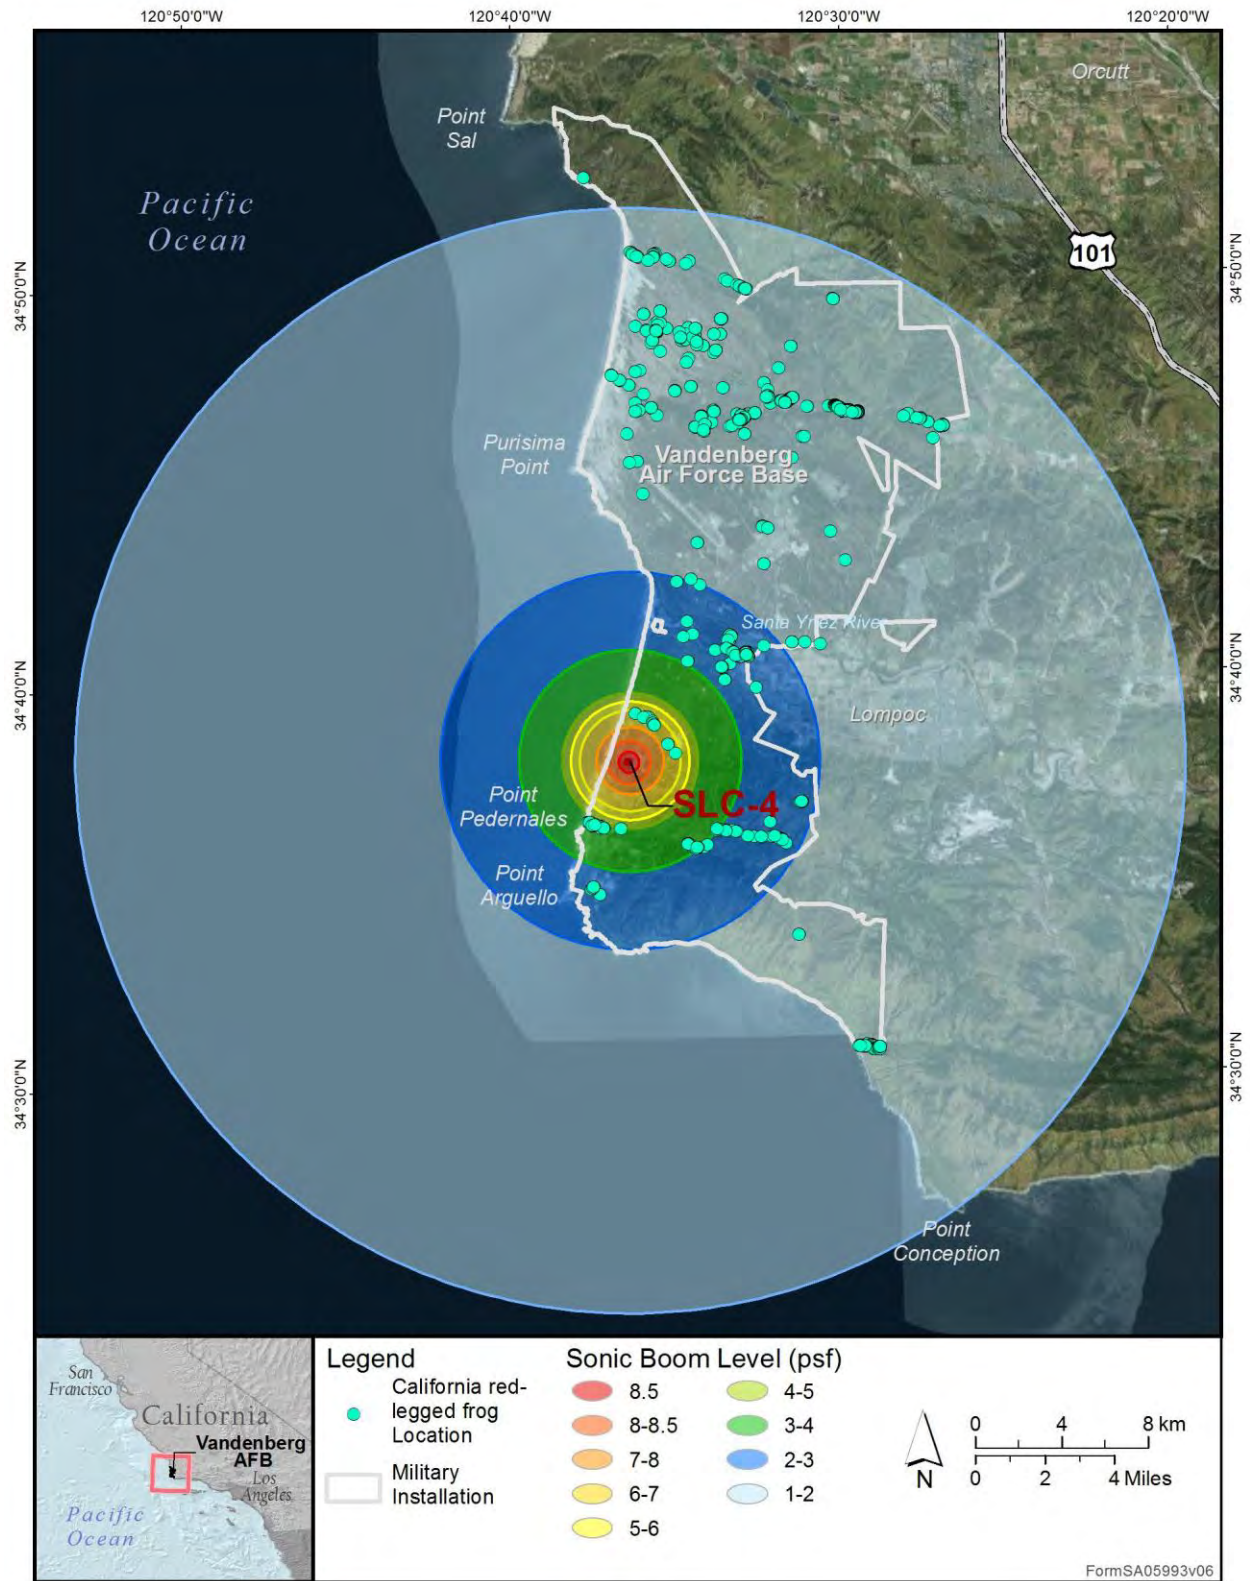 120°50'0"W
120°40'0"W
120°30'0"W
120°20'0"W
Orcutt
Point
Sal
Pacific
Ocean
101
34°50'0"N
34°50'0"N
Purisima
Point
Vandenberg
Air Force Base
Santa Ynez River
34°40'0"N
34°40'0"N
Lompoc
Point
Pedernales
SLC-4
Point
Arguello
34°30'0"N
34°30'0"N
Point
Conception
San
Francisco
California
Vandenberg
AFB
Los
Angeles
Pacific
Ocean
Legend
California red-
legged frog
Location
Military
Installation
Sonic Boom Level (psf)
8.5
8-8.5
7-8
6-7
5-6
4-5
3-4
2-3
1-2
N
0 4 8 km
0 2 4 Miles
FormSA05993v06